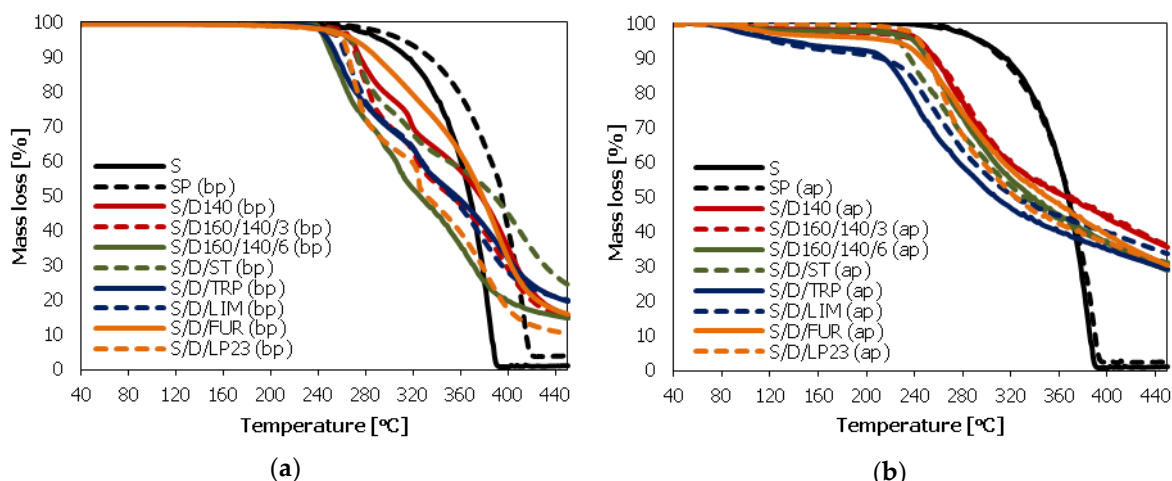 100
90
80
70
60
50
40
30
20
10
0
Mass loss [%]
S
SP (bp)
S/D140 (bp)
S/D160/140/3 (bp)
S/D160/140/6 (bp)
S/D/ST (bp)
S/D/TRP (bp)
S/D/LIM (bp)
S/D/FUR (bp)
S/D/LP23 (bp)
40 80 120 160 200 240 280 320 360 400 440
Temperature [°C]
(a)
100
90
80
70
60
50
40
30
20
10
0
Mass loss [%]
S
SP (ap)
S/D140 (ap)
S/D160/140/3 (ap)
S/D160/140/6 (ap)
S/D/ST (ap)
S/D/TRP (ap)
S/D/LIM (ap)
S/D/FUR (ap)
S/D/LP23 (ap)
40 80 120 160 200 240 280 320 360 400 440
Temperature [°C]
(b)